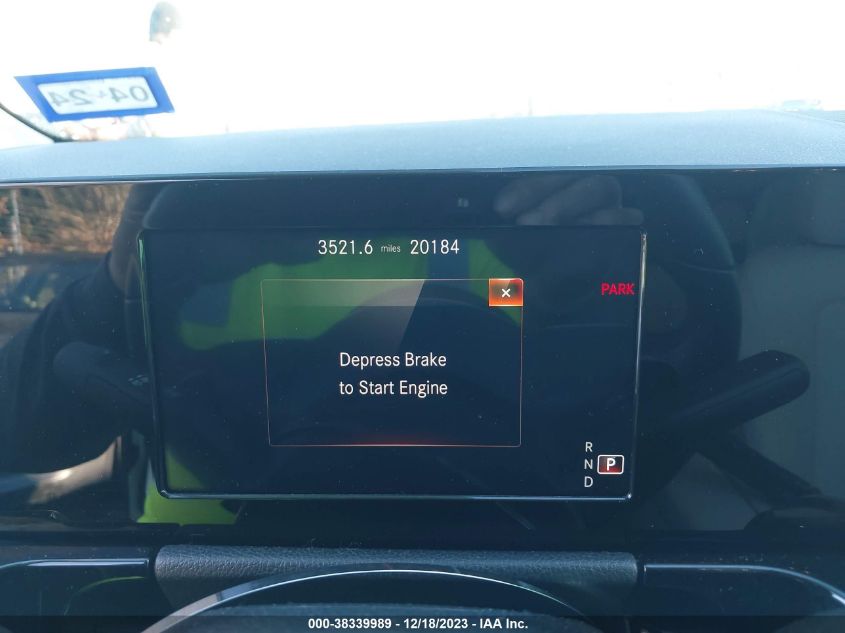 04 24
3521.6 miles 20184
×
PARK
Depress Brake
to Start Engine
R
N P
D
000-38339989 - 12/18/2023 - IAA Inc.